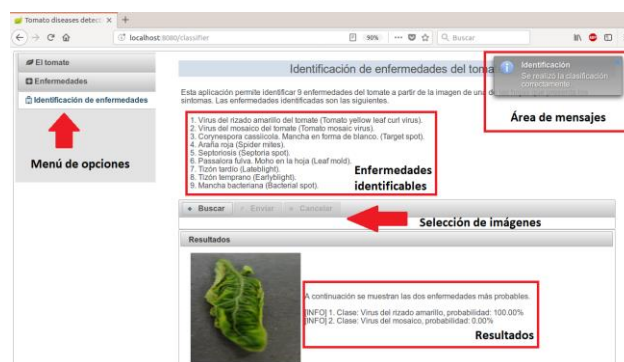 Tomato diseases detect
localhost:8080/classifier
90%
Buscar
El tomate
Enfermedades
Identificación de enfermedades
Menú de opciones
Identificación de enfermedades del toma
Identificación
Se realizo la clasificación
correctamente
Área de mensajes
Esta aplicación permite identificar 9 enfermedades del tomate a partir de la imagen de una de
síntomas. Las enfermedades identificadas son las siguientes.
1. Virus del rizado amarillo del tomate (Tomato yellow leaf curl virus).
2. Virus del mosaico del tomate (Tomato mosaic virus).
3. Corynespora cassiicola. Mancha en forma de blanco. (Target spot).
4. Araña roja (Spider mites).
5. Septoriosis (Septoria spot).
6. Passalora fulva. Moho en la hoja (Leaf mold).
7. Tizón tardío (Lateblight).
8. Tizón temprano (Earlyblight).
9. Mancha bacteriana (Bacterial spot).
Enfermedades
identificables
Buscar Enviar Cancelar
Selección de imágenes
Resultados
A continuación se muestran las dos enfermedades más probables.
[INFO] 1. Clase: Virus del rizado amarillo, probabilidad: 100.00%
[INFO] 2. Clase: Virus del mosaico, probabilidad: 0.00%
Resultados